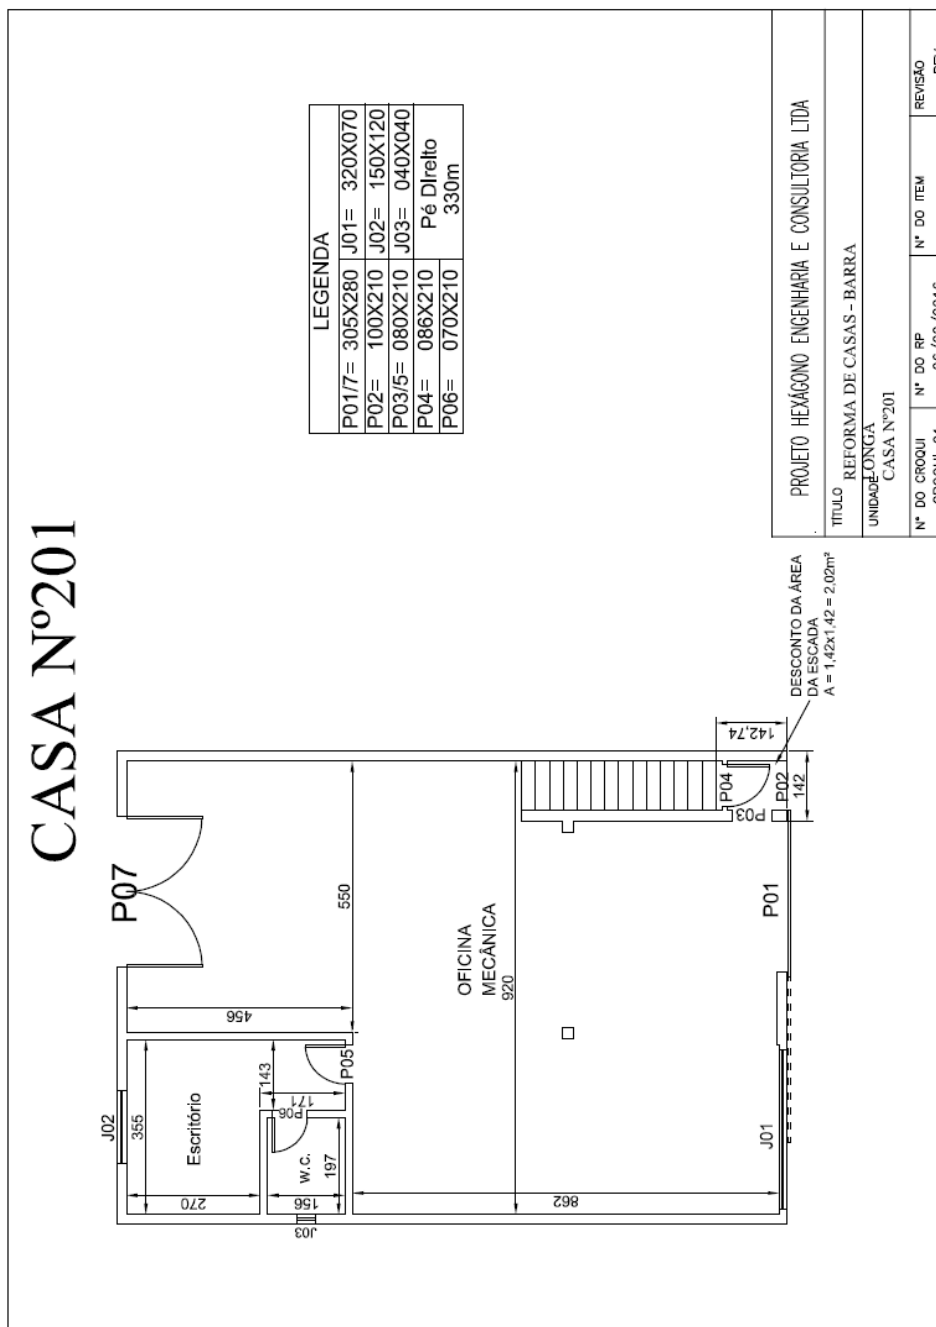 CASA Nº201
LEGENDA
P01/7= 305X280 J01= 320X070
P02= 100X210 J02= 150X120
P03/5= 080X210 J03= 040X040
P04= 086X210 Pé DIreIto
P06= 070X210 330m
P07
J02
355
Escritório
270
143
171
P06
P05
w.c.
197
156
J03
456
550
OFICINA
MECÂNICA
920
862
J01
P01
P03
P04
P02
142
142,74
DESCONTO DA ÁREA
DA ESCADA
A = 1,42x1,42 = 2,02m²
PROJETO HEXÁGONO ENGENHARIA E CONSULTORIA LTDA
TÍTULO
REFORMA DE CASAS - BARRA
LONGA
UNIDADE
CASA Nº201
Nº DO CROQUI
Nº DO RP
Nº DO ITEM
REVISÃO